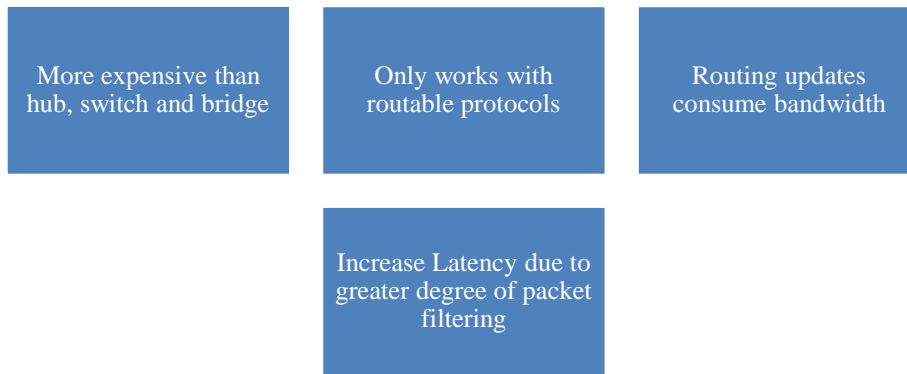 More expensive than
hub, switch and bridge
Only works with
routable protocols
Routing updates
consume bandwidth
Increase Latency due to
greater degree of packet
filtering